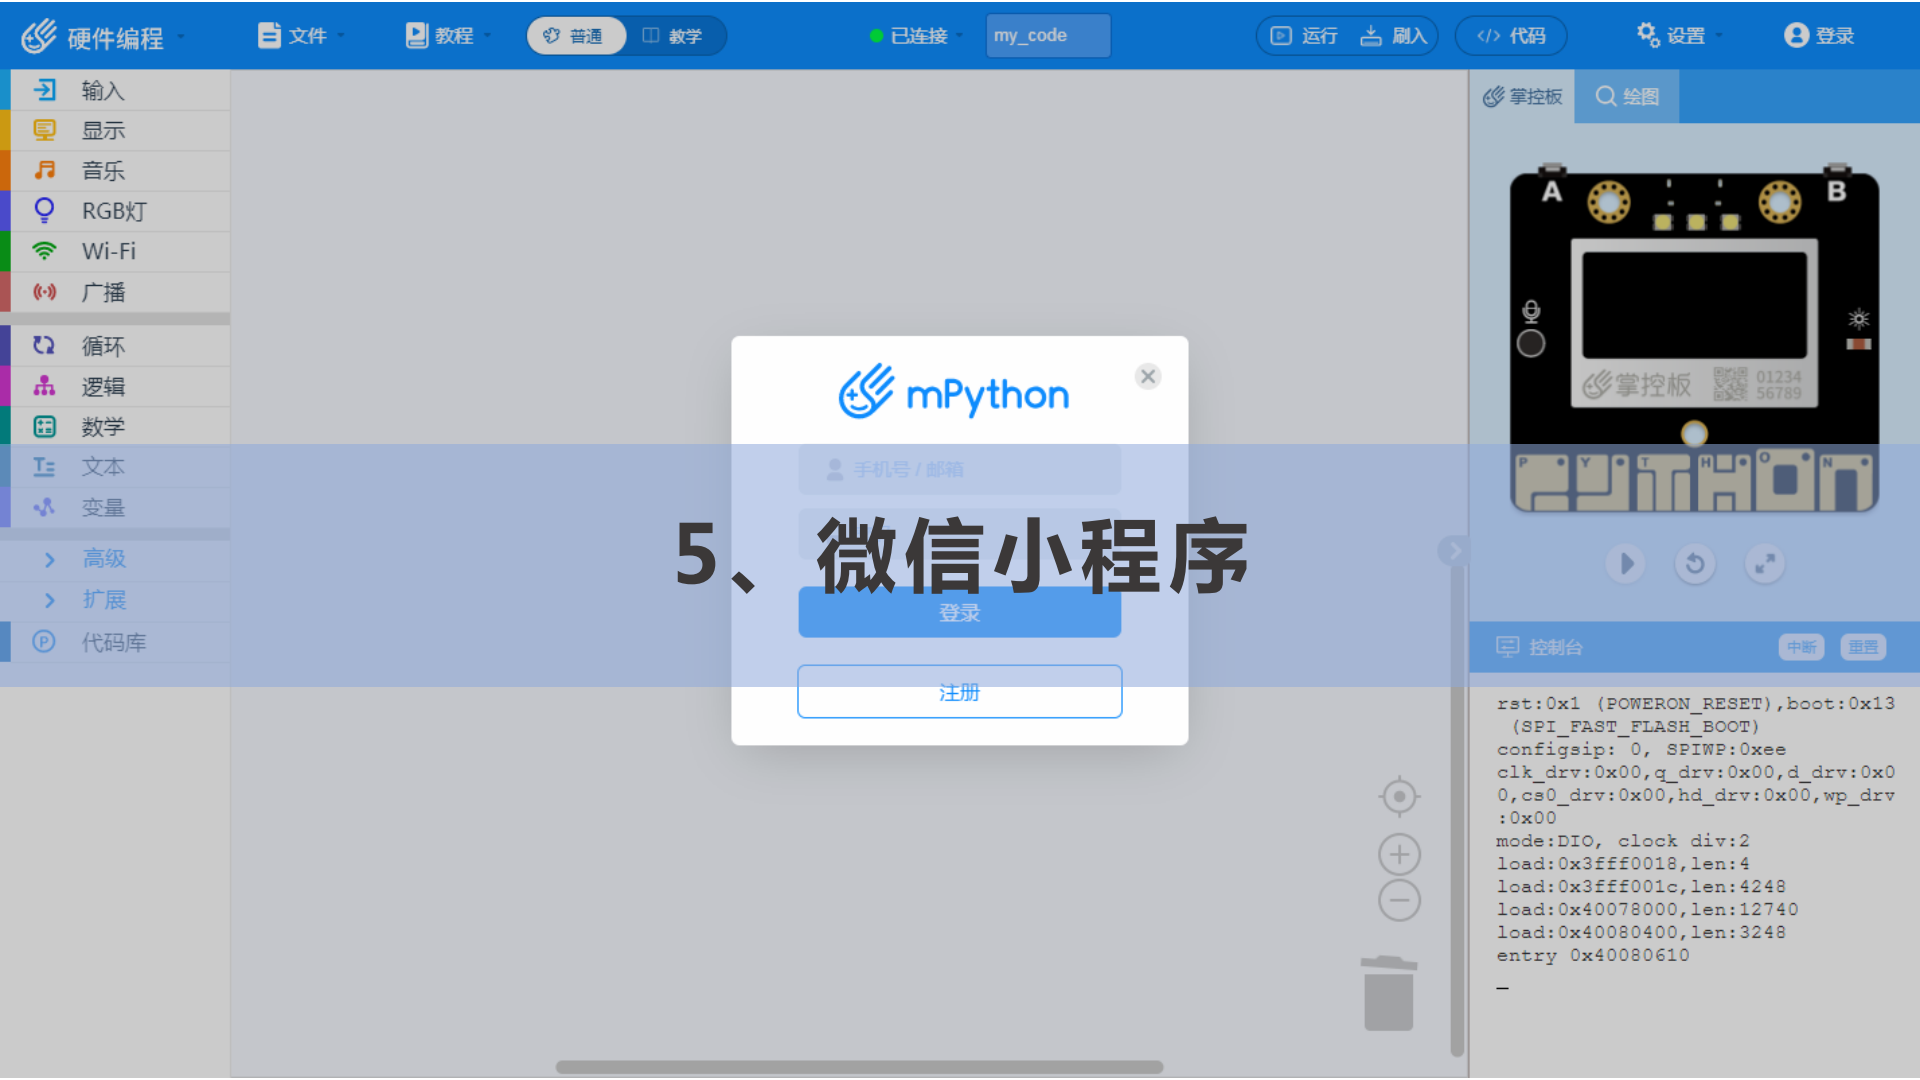 硬件编程
文件
教程
普通
教学
已连接
my_code
运行
刷入
代码
设置
登录
输入
显示
音乐
RGB灯
Wi-Fi
广播
循环
逻辑
数学
文本
变量
高级
扩展
代码库
mPython
手机号 / 邮箱
5、微信小程序
登录
注册
掌控板
绘图
A
B
掌控板
01234
56789
P Y T H O N
控制台
中断
重置
rst:0x1 (POWERON_RESET),boot:0x13
(SPI_FAST_FLASH_BOOT)
configsip: 0, SPIWP:0xee
clk_drv:0x00,q_drv:0x00,d_drv:0x0
0,cs0_drv:0x00,hd_drv:0x00,wp_drv
:0x00
mode:DIO, clock div:2
load:0x3fff0018,len:4
load:0x3fff001c,len:4248
load:0x40078000,len:12740
load:0x40080400,len:3248
entry 0x40080610
_